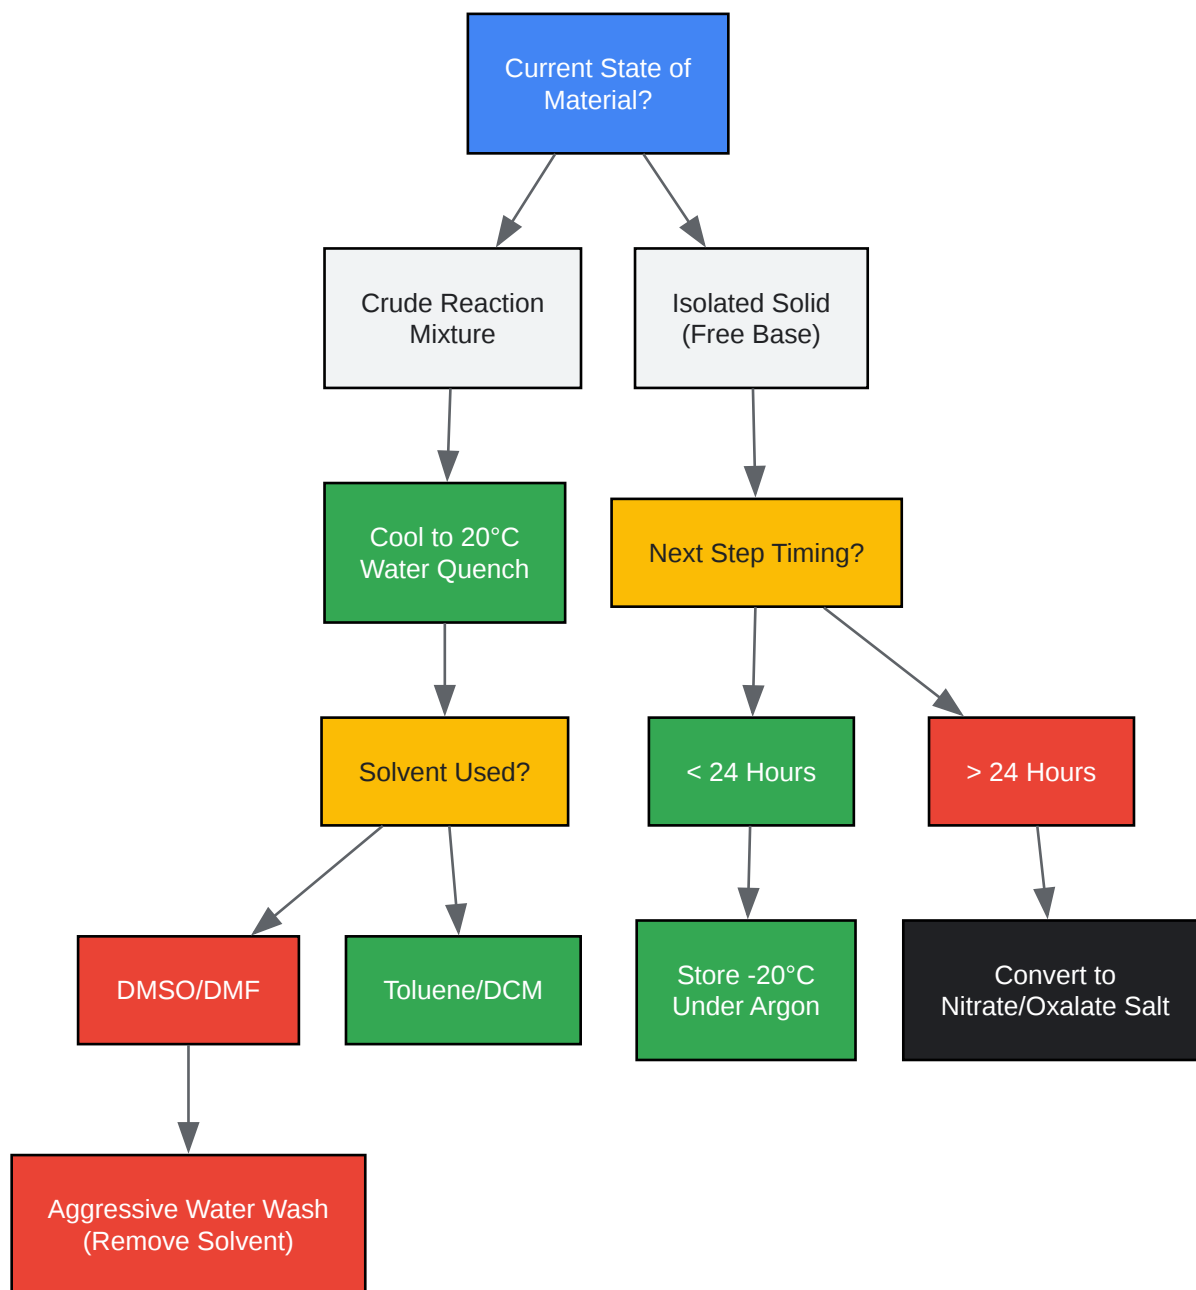 Current State of
Material?
Crude Reaction
Mixture
Isolated Solid
(Free Base)
Cool to 20°C
Water Quench
Next Step Timing?
Solvent Used?
< 24 Hours
> 24 Hours
DMSO/DMF
Toluene/DCM
Store -20°C
Under Argon
Convert to
Nitrate/Oxalate Salt
Aggressive Water Wash
(Remove Solvent)